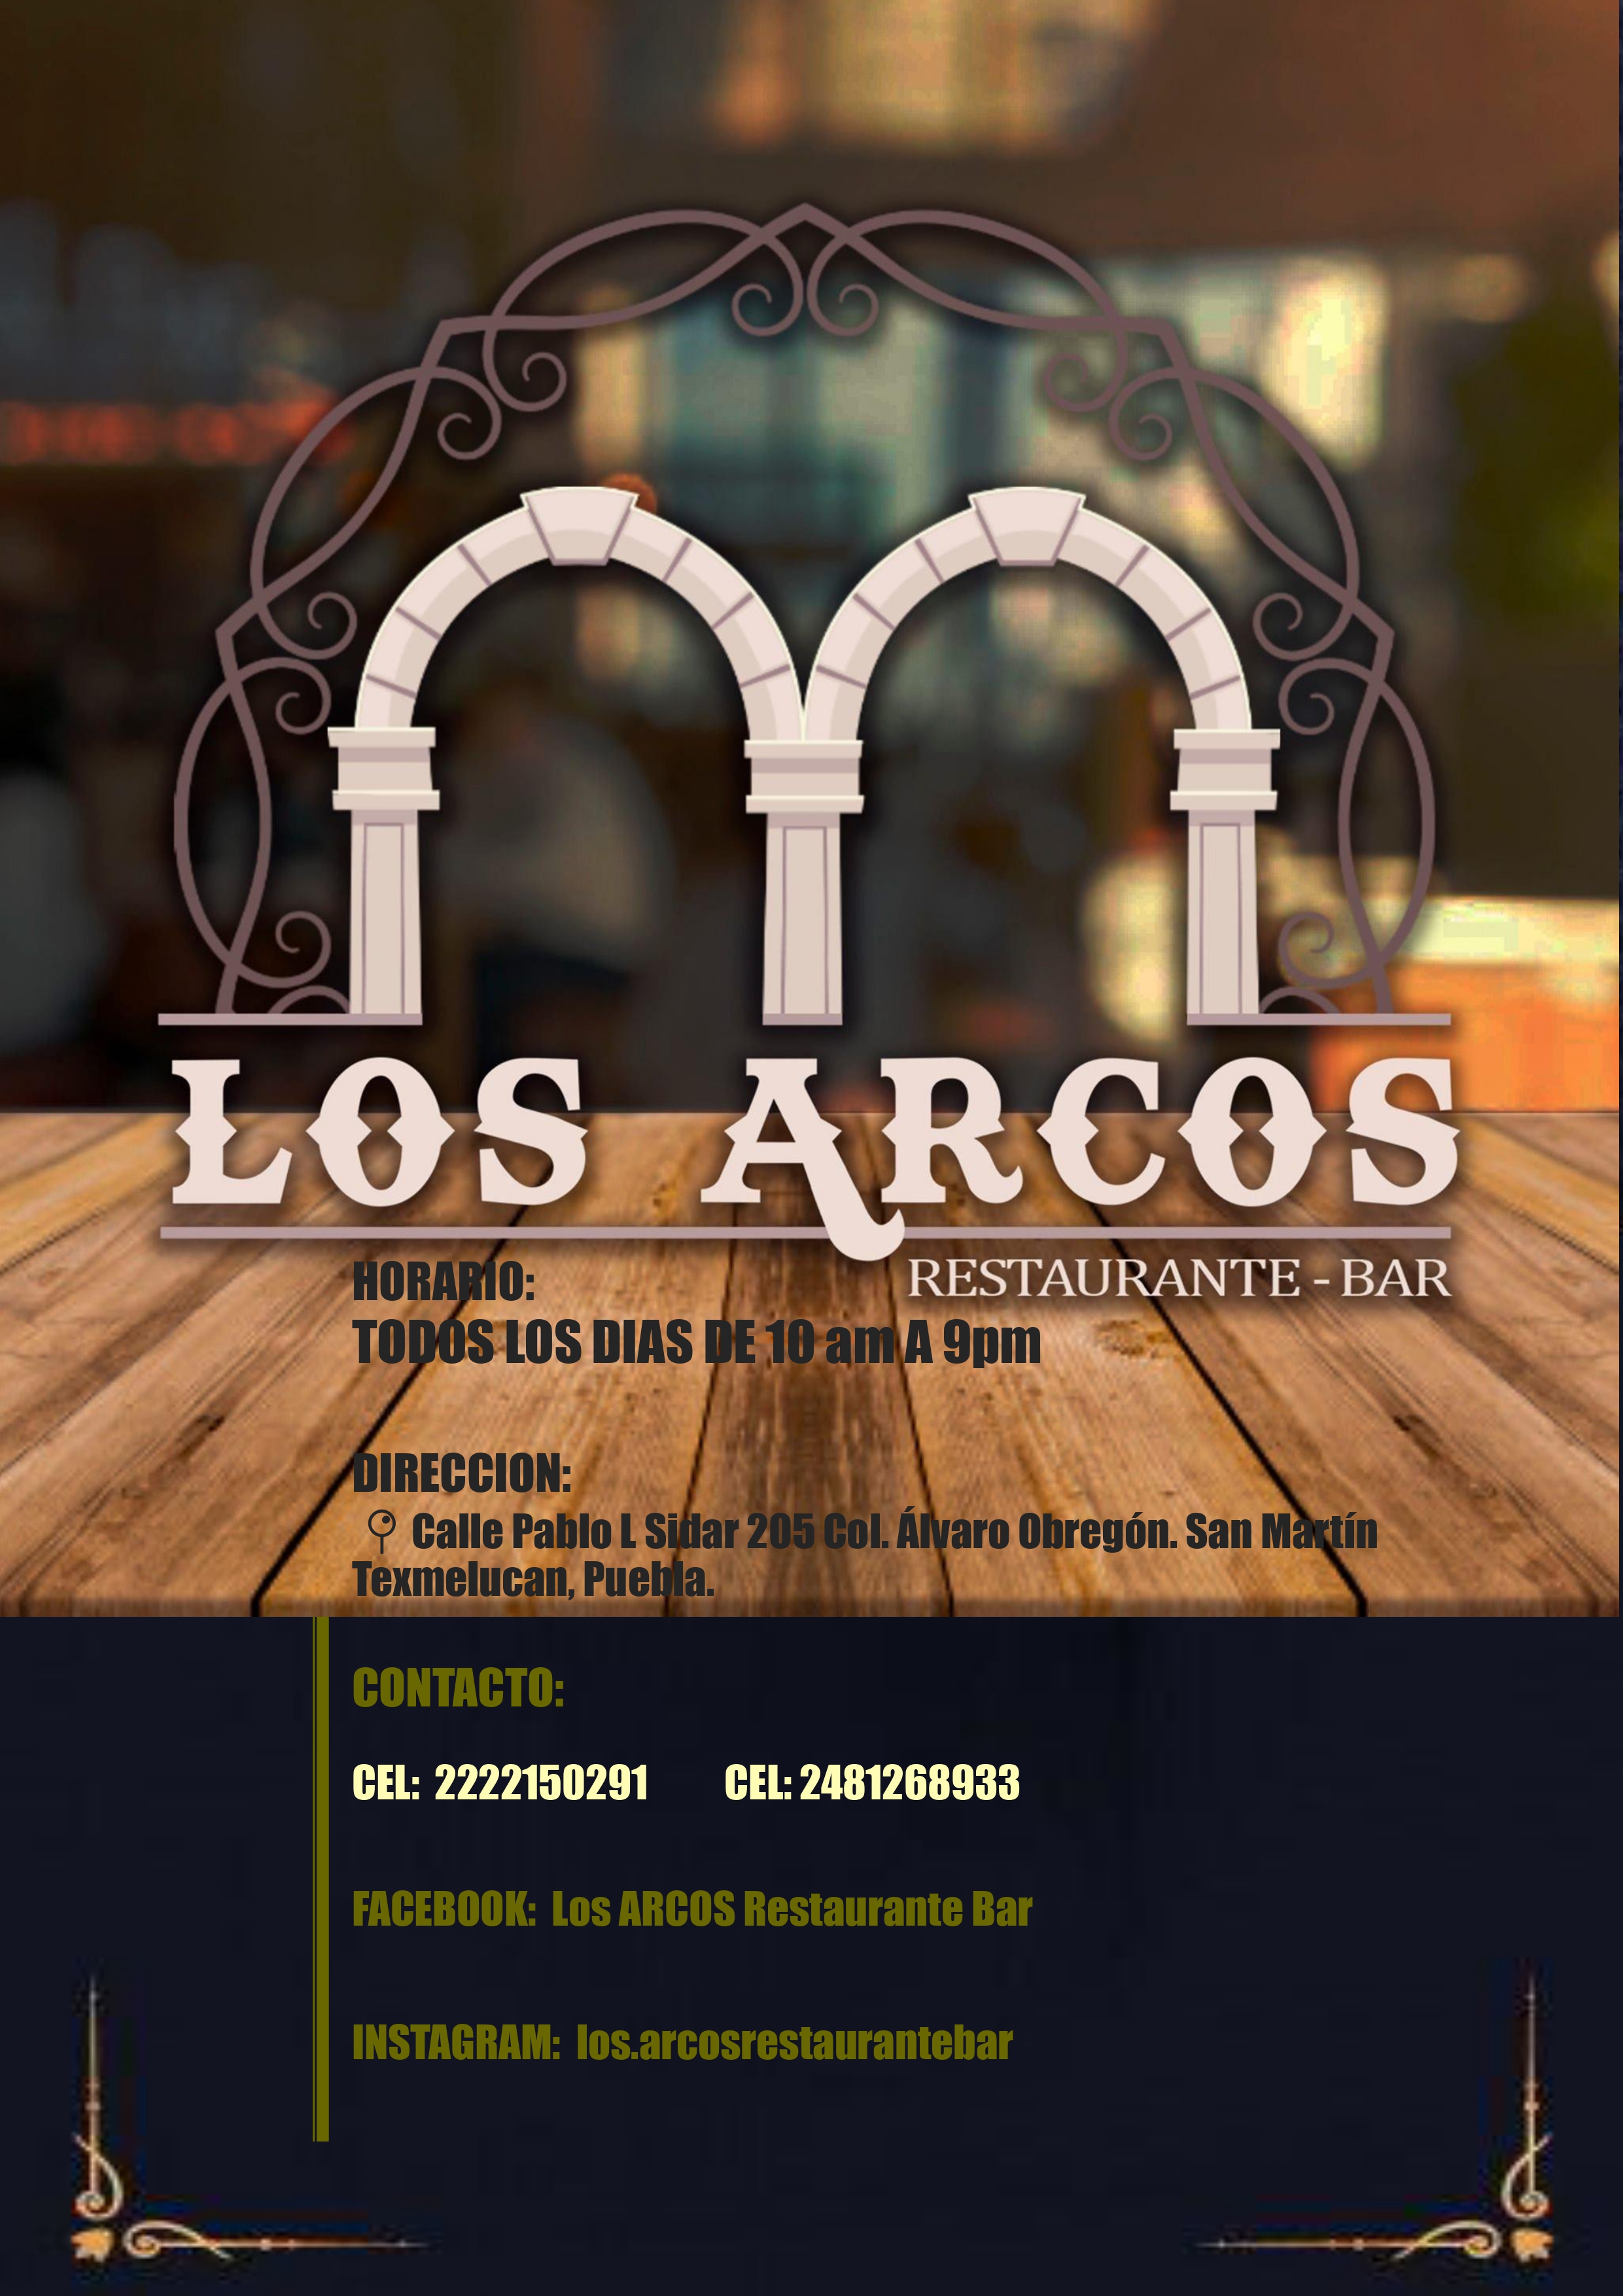 LOS ARCOS
RESTAURANTE - BAR
HORARIO:
TODOS LOS DIAS DE 10 am A 9pm
DIRECCION:
Calle Pablo L Sidar 205 Col. Álvaro Obregón. San Martín
Texmelucan, Puebla.
CONTACTO:
CEL: 2222150291 CEL: 2481268933
FACEBOOK: Los ARCOS Restaurante Bar
INSTAGRAM: los.arcosrestaurantebar